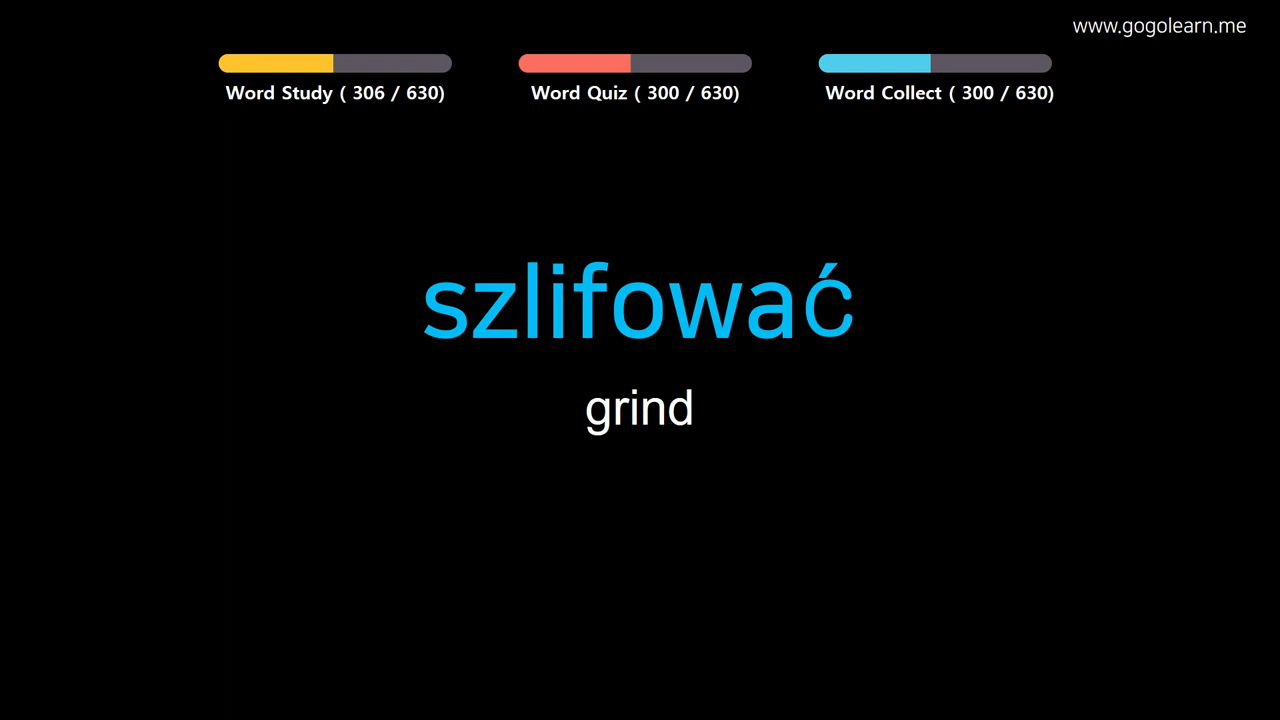 www.gogolearn.me
Word Study ( 306 / 630)
Word Quiz ( 300 / 630)
Word Collect ( 300 / 630)
szlifować
grind